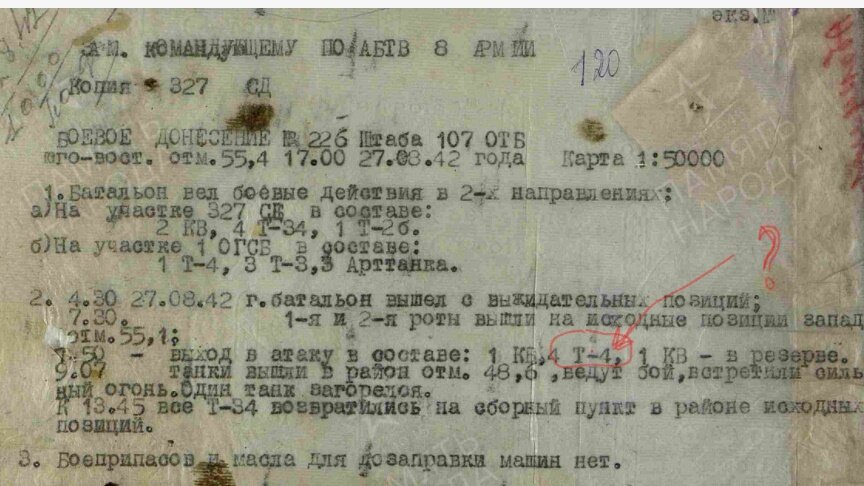 экз.№
А М. КОМАНДУЮЩЕМУ ПО АБТВ 8 АРМИИ
120
Копия 327 СД
БОЕВОЕ ДОНЕСЕНИЕ № 226 Штаба 107 ОТБ
юго-вост. отм.55,4 17.00 27.08.42 года Карта 1:50000
1.Батальон вел боевые действия в 2-х направлениях;
а)На участке 327 СД в составе:
2 КВ, 4 Т-34, 1 Т-26.
б)На участке 1 ОГСБ в составе:
1 Т-4, 3 Т-3,3 Арттанка.
?
2. 4.30 27.08.42 г.батальон вышел с выжидательных позиций;
7.30. 1-я и 2-я роты вышли на исходные позиции запад
отм.55,1;
7.50 - выход в атаку в составе: 1 КВ,4 Т-4, 1 КВ - в резерве.
9.07 танки вышли в район отм. 48,6 ,ведут бой,встретили силь
ный огонь.Один танк загорелся.
К 13.45 все Т-34 возвратились на сборный пункт в районе исходных
позиций.
3. Боеприпасов и масла для дозаправки машин нет.
ПАМЯТЬ
НАРОДА